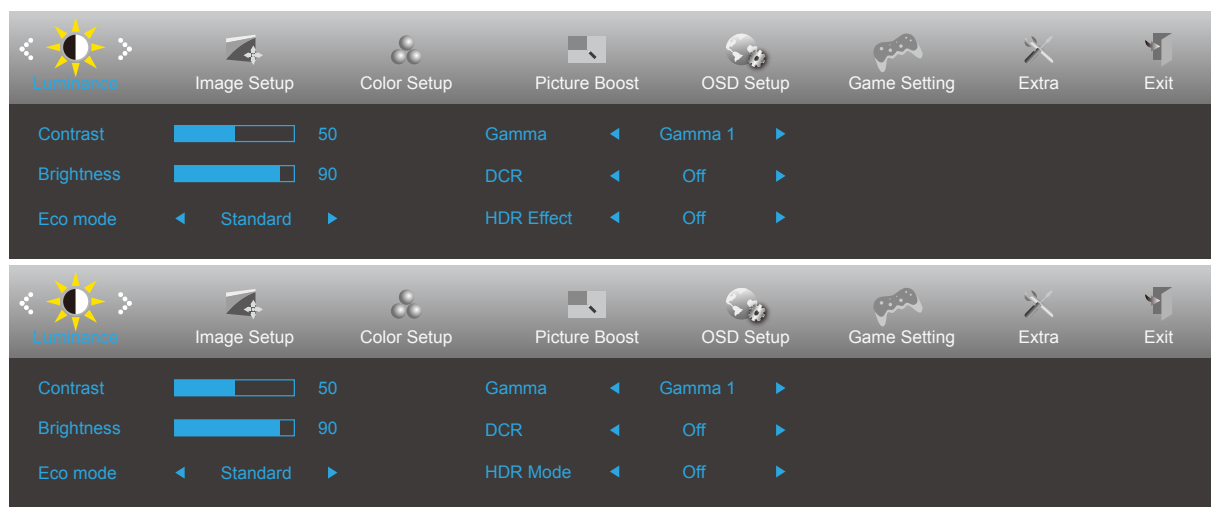 Luminance Image Setup Color Setup Picture Boost OSD Setup Game Setting Extra Exit
Contrast 50 Gamma Gamma 1
Brightness 90 DCR Off
Eco mode Standard HDR Effect Off
Luminance Image Setup Color Setup Picture Boost OSD Setup Game Setting Extra Exit
Contrast 50 Gamma Gamma 1
Brightness 90 DCR Off
Eco mode Standard HDR Mode Off